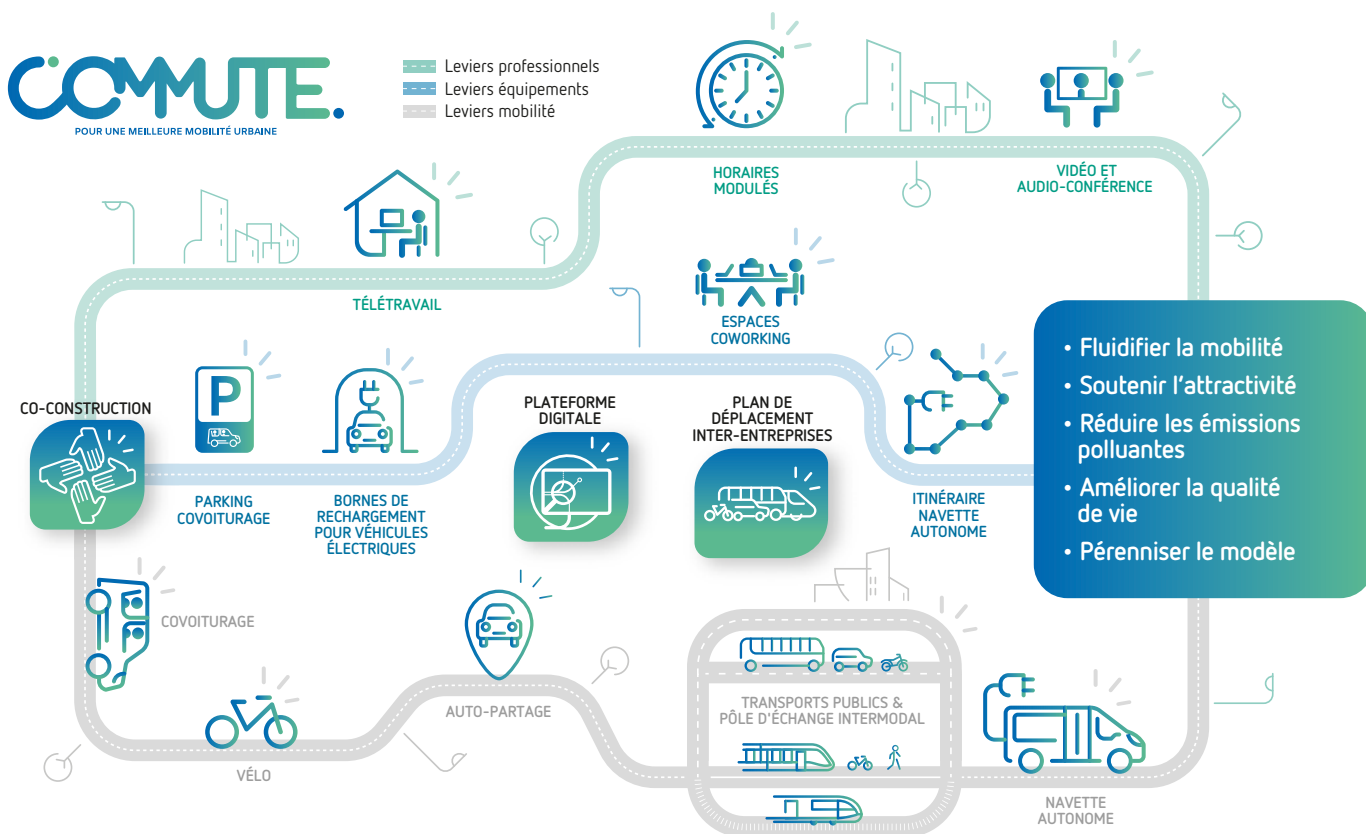 COMMUTE.
POUR UNE MEILLEURE MOBILITÉ URBAINE
Leviers professionnels
Leviers équipements
Leviers mobilité
HORAIRES
MODULÉS
VIDÉO ET
AUDIO-CONFÉRENCE
TÉLÉTRAVAIL
ESPACES
COWORKING
CO-CONSTRUCTION
P
PARKING
COVOITURAGE
BORNES DE
RECHARGEMENT
POUR VÉHICULES
ÉLECTRIQUES
PLATEFORME
DIGITALE
PLAN DE
DÉPLACEMENT
INTER-ENTREPRISES
ITINÉRAIRE
NAVETTE
AUTONOME
• Fluidifier la mobilité
• Soutenir l'attractivité
• Réduire les émissions
polluantes
• Améliorer la qualité
de vie
• Pérenniser le modèle
COVOITURAGE
VÉLO
AUTO-PARTAGE
TRANSPORTS PUBLICS &
PÔLE D'ÉCHANGE INTERMODAL
NAVETTE
AUTONOME